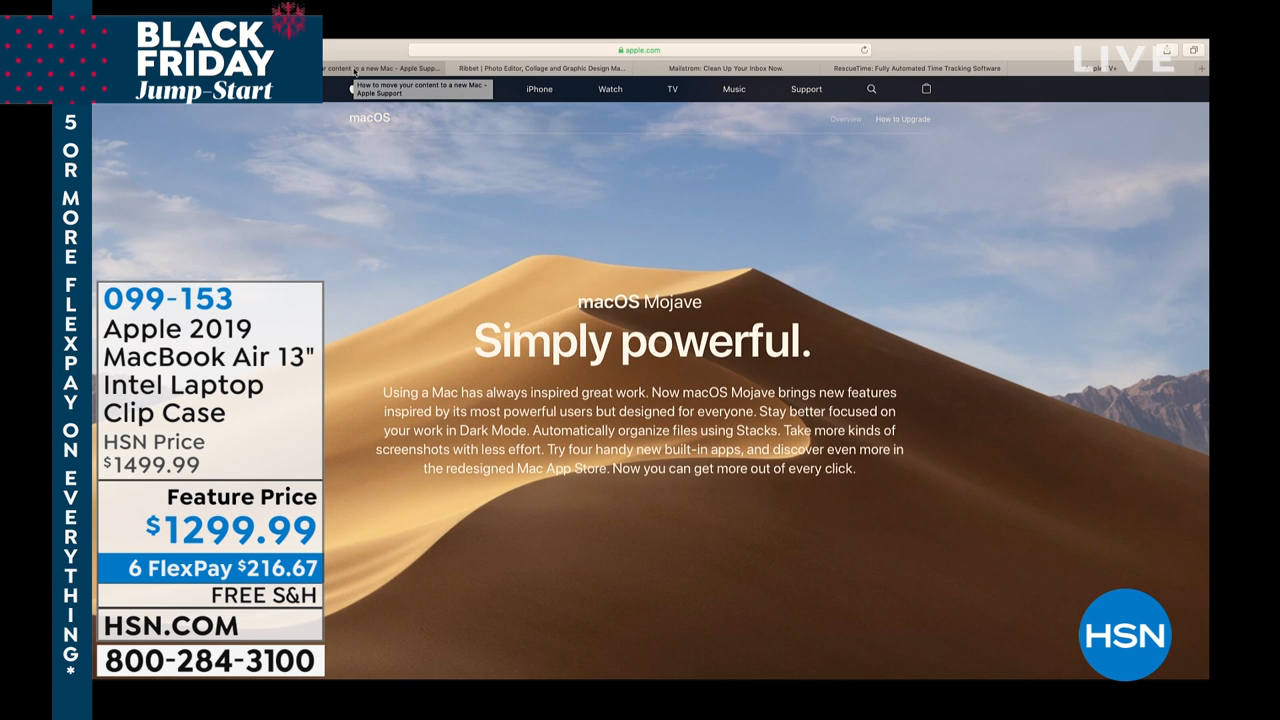 BLACK
FRIDAY
Jump-Start
5 OR MORE FLEXPAY ON EVERYTHING*
LIVE
apple.com
r content to a new Mac - Apple Supp...
Ribbet | Photo Editor, Collage and Graphic Design Ma...
Mailstrom: Clean Up Your Inbox Now.
RescueTime: Fully Automated Time Tracking Software
TV+
How to move your content to a new Mac -
Apple Support
iPhone
Watch
TV
Music
Support
macOS
Overview
How to Upgrade
macOS Mojave
Simply powerful.
Using a Mac has always inspired great work. Now macOS Mojave brings new features
inspired by its most powerful users but designed for everyone. Stay better focused on
your work in Dark Mode. Automatically organize files using Stacks. Take more kinds of
screenshots with less effort. Try four handy new built-in apps, and discover even more in
the redesigned Mac App Store. Now you can get more out of every click.
099-153
Apple 2019
MacBook Air 13"
Intel Laptop
Clip Case
HSN Price
$1499.99
Feature Price
$1299.99
6 FlexPay $216.67
FREE S&H
HSN.COM
800-284-3100
HSN